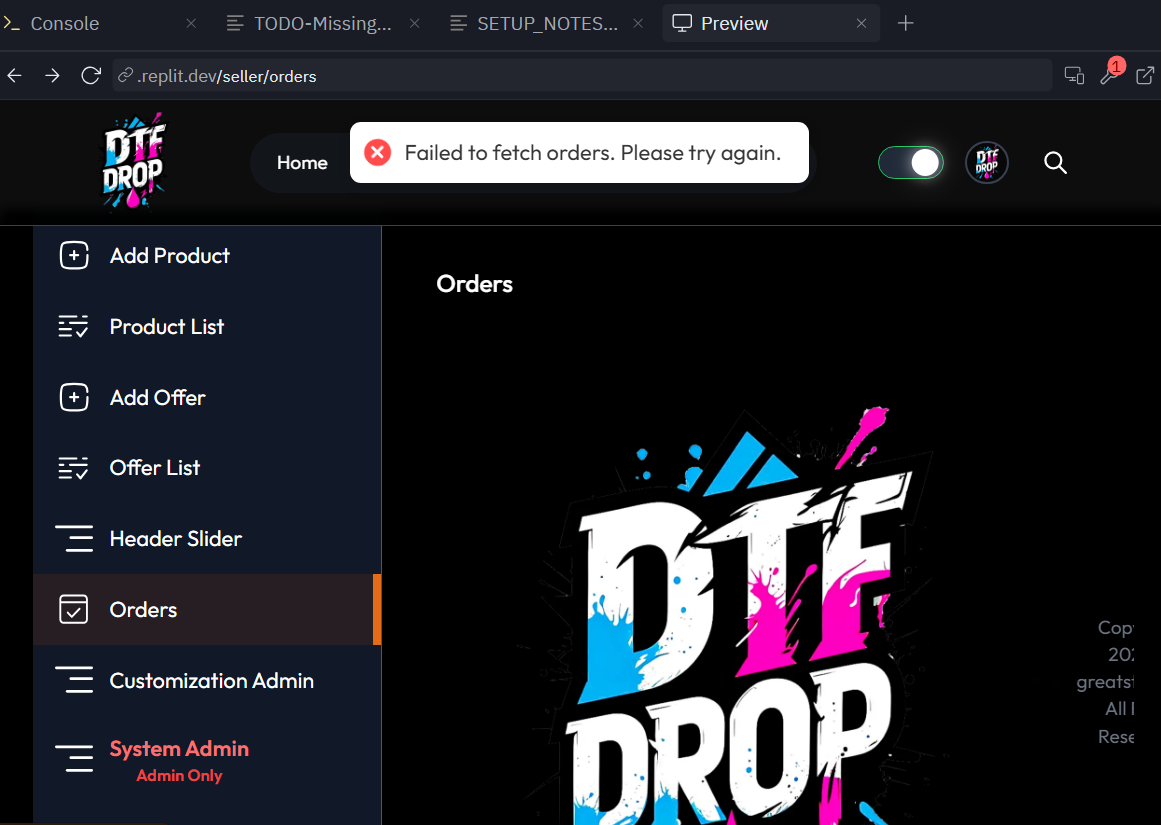 Console
TODO-Missing...
SETUP_NOTES...
Preview
.replit.dev/seller/orders
1
DTF
DROP
Home
Failed to fetch orders. Please try again.
DTF
DROP
Add Product
Product List
Add Offer
Offer List
Header Slider
Orders
Customization Admin
System Admin
Admin Only
Orders
DTF
DROP
Cop
202
greatst
All
Rese